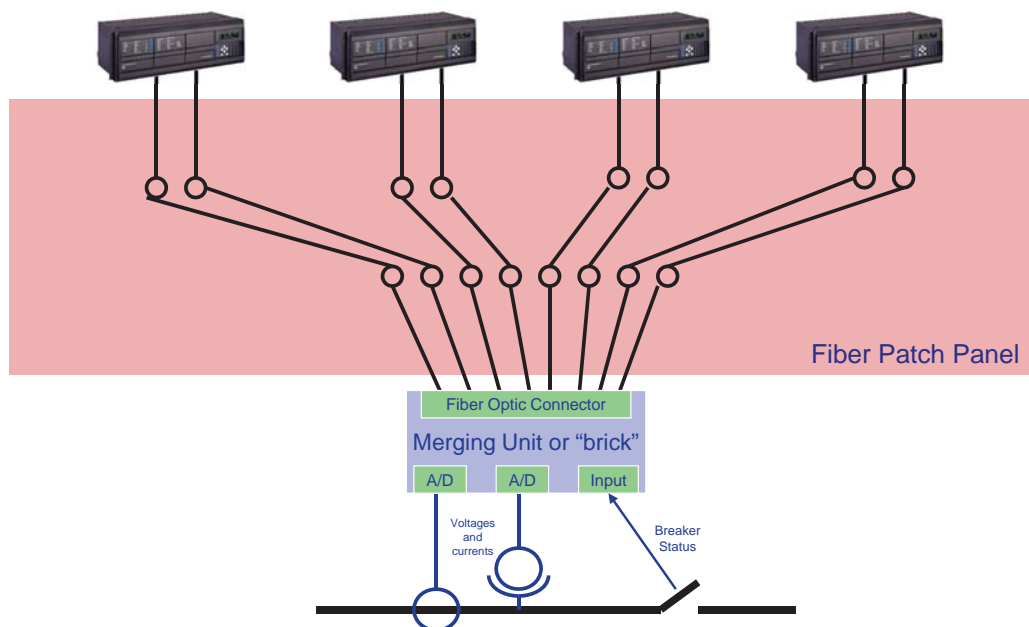 Fiber Patch Panel
Fiber Optic Connector
Merging Unit or “brick”
A/D
A/D
Input
Voltages
and
currents
Breaker
Status